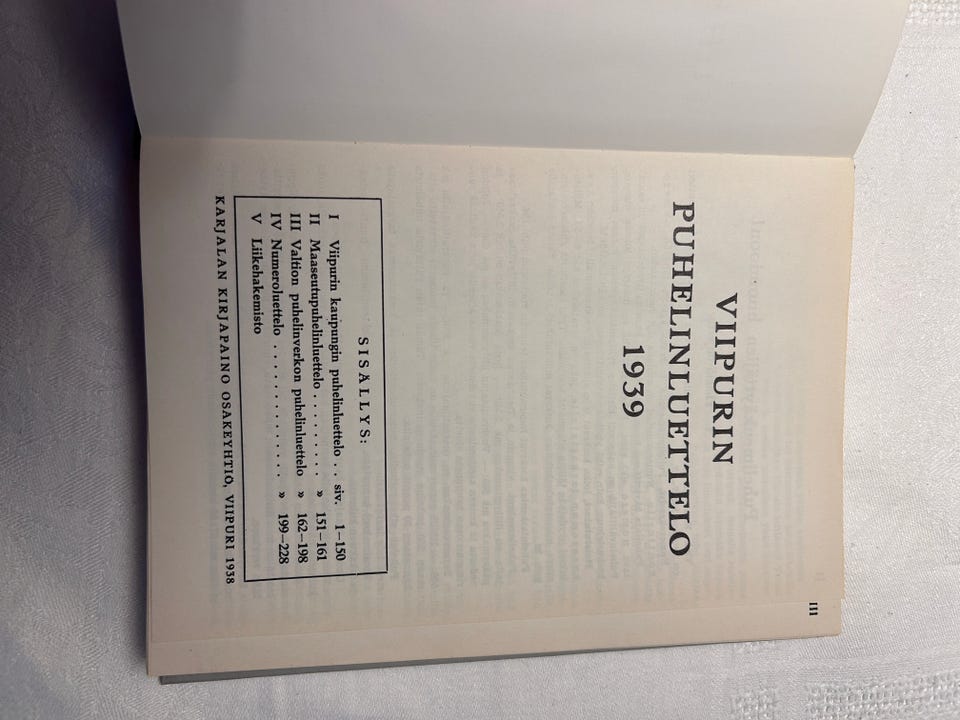 III
VIIPURIN
PUHELINLUETTELO
1939
SISÄLLYS:
I Viipurin kaupungin puhelinluettelo . . siv. 1—150
II Maaseutupuhelinluettelo . . . . . . . . . » 151—161
III Valtion puhelinverkon puhelinluettelo » 162—198
IV Numeroluettelo . . . . . . . . . . . . . . » 199—228
V Liikehakemisto
KARJALAN KIRJAPAINO OSAKEYHTIÖ, VIIPURI 1938